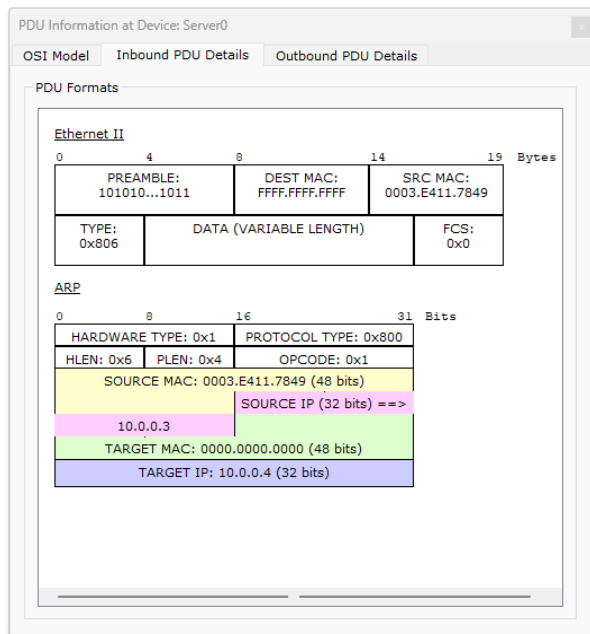 PDU Information at Device: Server0
OSI Model Inbound PDU Details Outbound PDU Details
PDU Formats
Ethernet II
0 4 8 14 19 Bytes
PREAMBLE: DEST MAC: SRC MAC:
101010...1011 FFFF.FFFF.FFFF 0003.E411.7849
TYPE: DATA (VARIABLE LENGTH) FCS:
0x806 0x0
ARP
0 8 16 31 Bits
HARDWARE TYPE: 0x1 PROTOCOL TYPE: 0x800
HLEN: 0x6 PLEN: 0x4 OPCODE: 0x1
SOURCE MAC: 0003.E411.7849 (48 bits)
SOURCE IP (32 bits) ==>
10.0.0.3
TARGET MAC: 0000.0000.0000 (48 bits)
TARGET IP: 10.0.0.4 (32 bits)